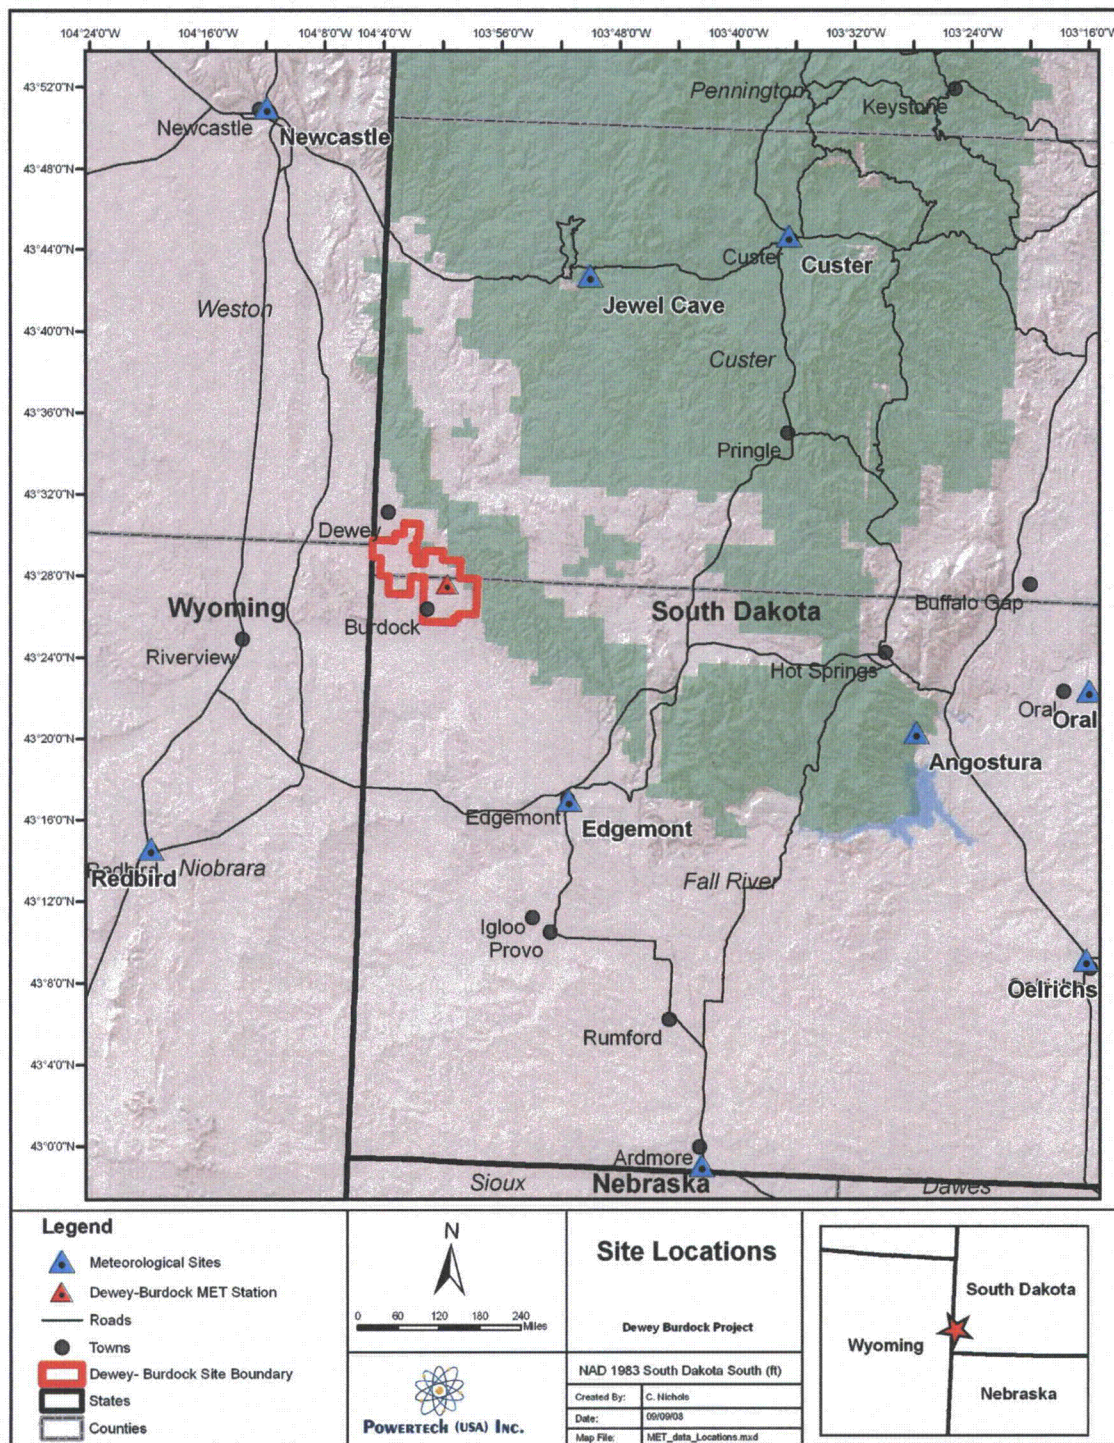 104°24'0"W 104°16'0"W 104°8'0"W 104°4'0"W 103°56'0"W 103°48'0"W 103°40'0"W 103°32'0"W 103°24'0"W 103°16'0"W
43°52'0"N
43°48'0"N
43°44'0"N
43°40'0"N
43°36'0"N
43°32'0"N
43°28'0"N
43°24'0"N
43°20'0"N
43°16'0"N
43°12'0"N
43°8'0"N
43°4'0"N
43°0'0"N
Pennington
Keystone
Newcastle
Newcastle
Custer
Custer
Jewel Cave
Weston
Custer
Pringle
Dewey
Wyoming
South Dakota
Buffalo Gap
Burdock
Riverview
Hot Springs
Oral
Oral
Angostura
Edgemont
Edgemont
Redbird
Niobrara
Fall River
Igloo
Provo
Oelrichs
Rumford
Ardmore
Sioux
Nebraska
Dawes
Legend
Meteorological Sites
Dewey-Burdock MET Station
Roads
Towns
Dewey- Burdock Site Boundary
States
Counties
N
0 60 120 180 240
Miles
POWERTECH (USA) INC.
Site Locations
Dewey Burdock Project
NAD 1983 South Dakota South (ft)
Created By: C. Nichols
Date: 09/09/08
Map File: MET_data_Locations.mxd
South Dakota
Wyoming
Nebraska